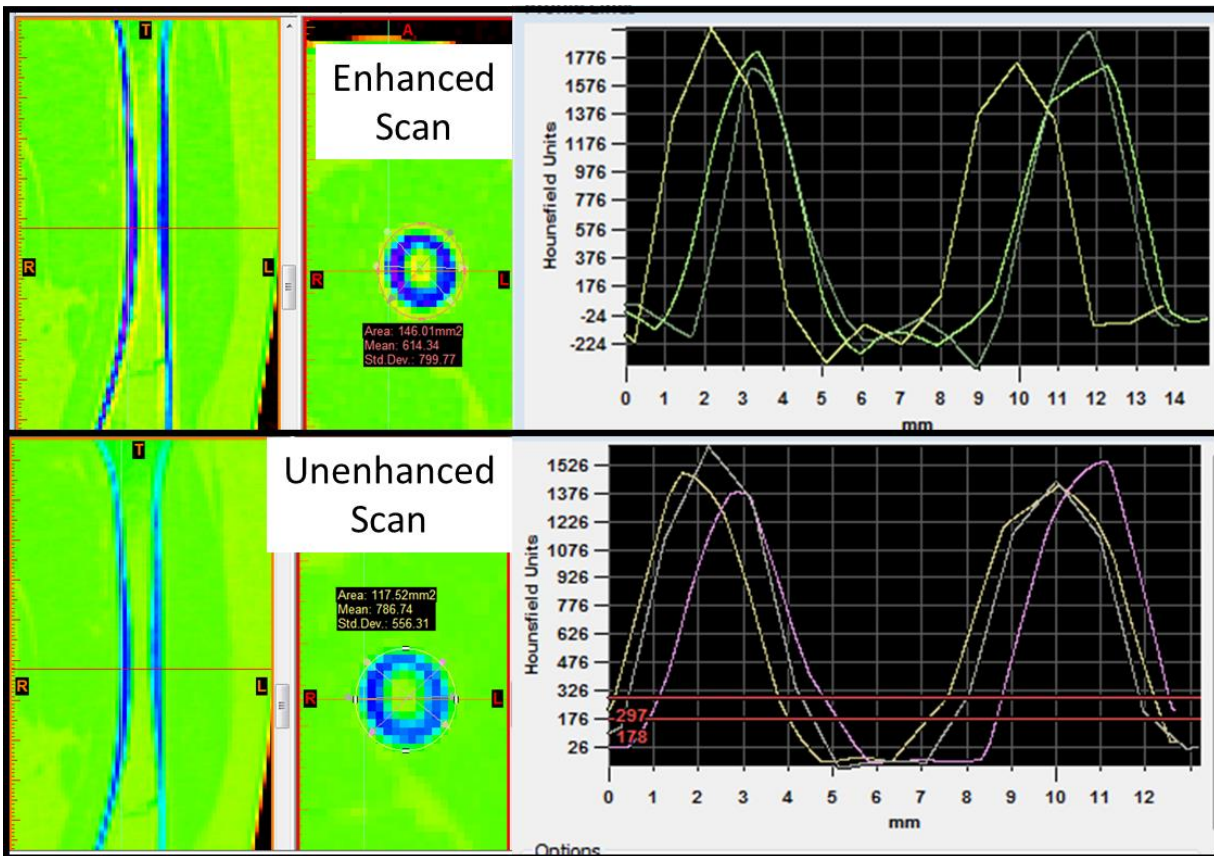 T
A
Enhanced
Scan
R
L
R
L
Area: 146.01mm2
Mean: 614.34
Std.Dev.: 799.77
Hounsfield Units
1776
1576
1376
1176
976
776
576
376
176
-24
-224
0 1 2 3 4 5 6 7 8 9 10 11 12 13 14
mm
T
Unenhanced
Scan
R
L
R
L
Area: 117.52mm2
Mean: 786.74
Std.Dev.: 556.31
Hounsfield Units
1526
1376
1226
1076
926
776
626
476
326
176
26
297
178
0 1 2 3 4 5 6 7 8 9 10 11 12
mm
Options